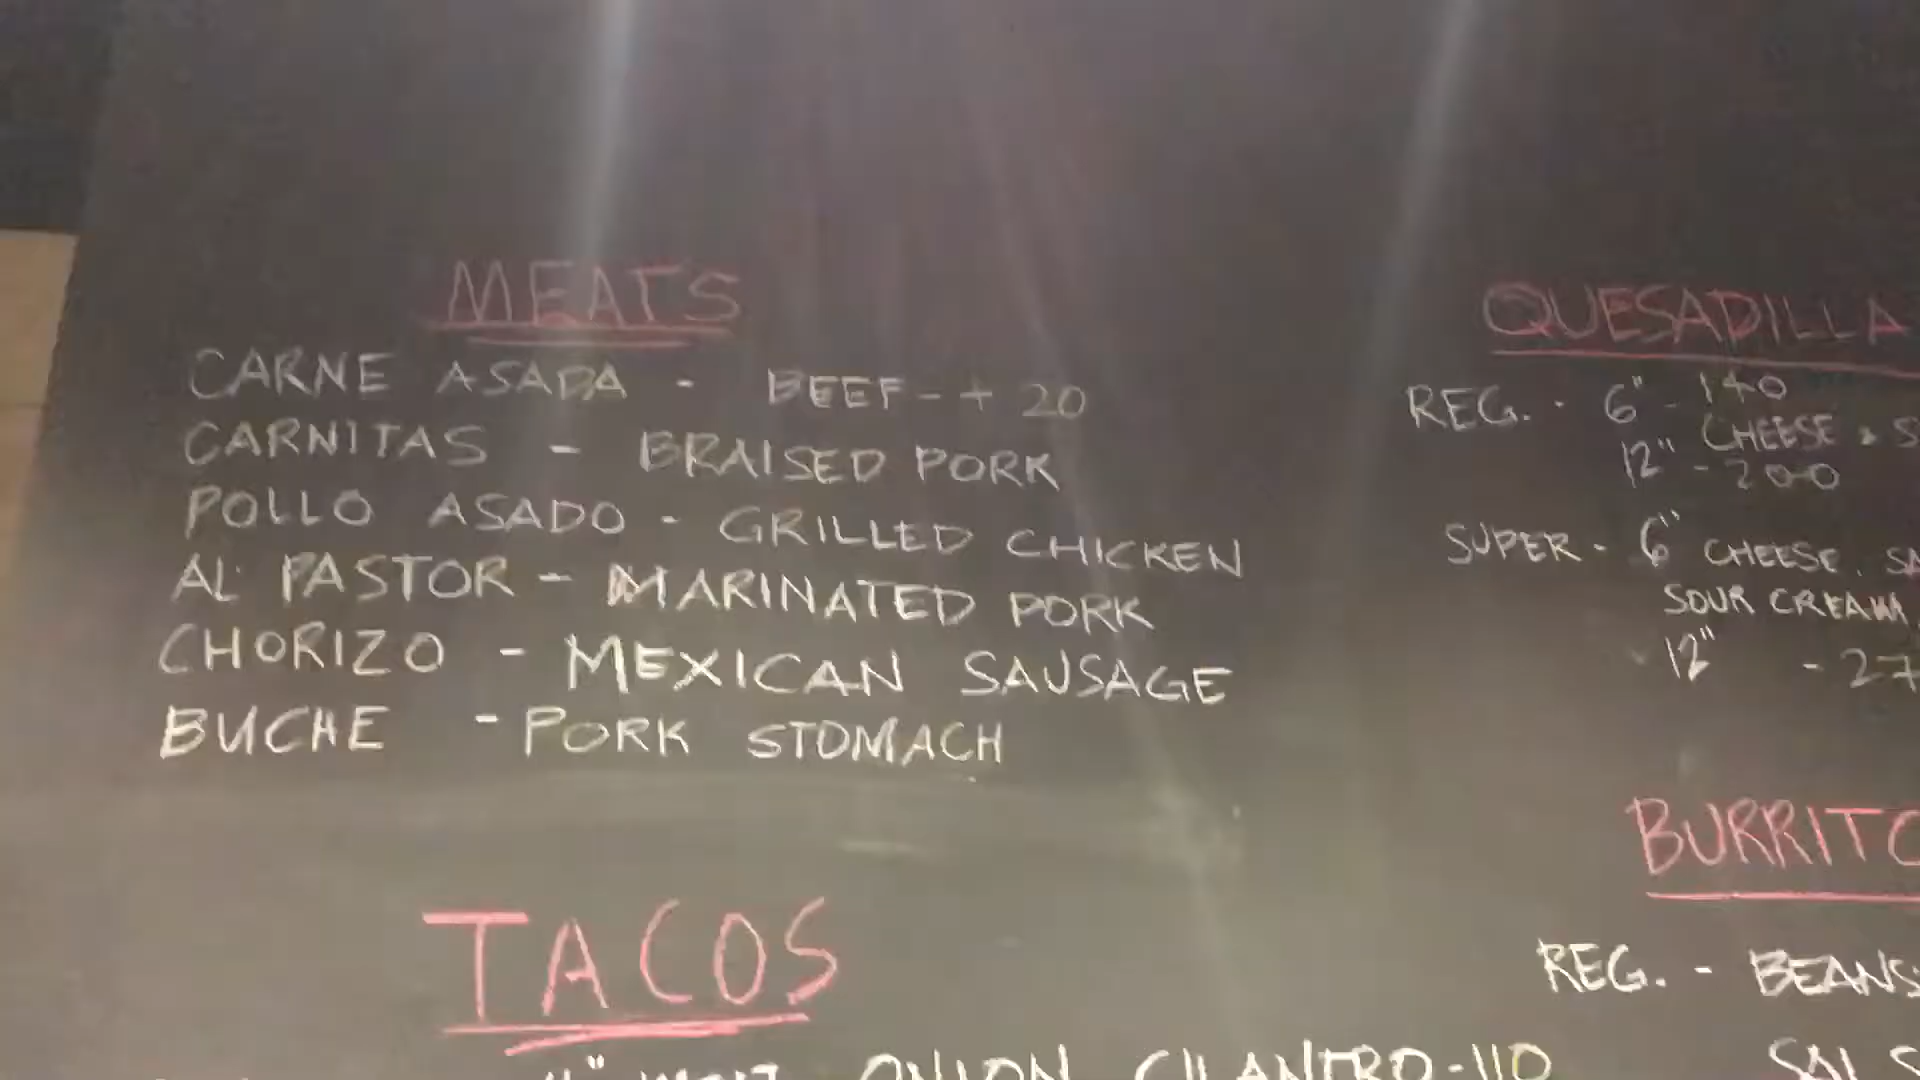 MEATS
CARNE ASADA - BEEF - + 20
CARNITAS - BRAISED PORK
POLLO ASADO - GRILLED CHICKEN
AL PASTOR - MARINATED PORK
CHORIZO - MEXICAN SAUSAGE
BUCHE - PORK STOMACH
TACOS
ONION CILANTRO - 110
QUESADILLA
REG. - 6" - 140
CHEESE &
12" - 200
SUPER - 6" CHEESE,
SOUR CREAM,
12" - 27
BURRITO
REG. - BEANS